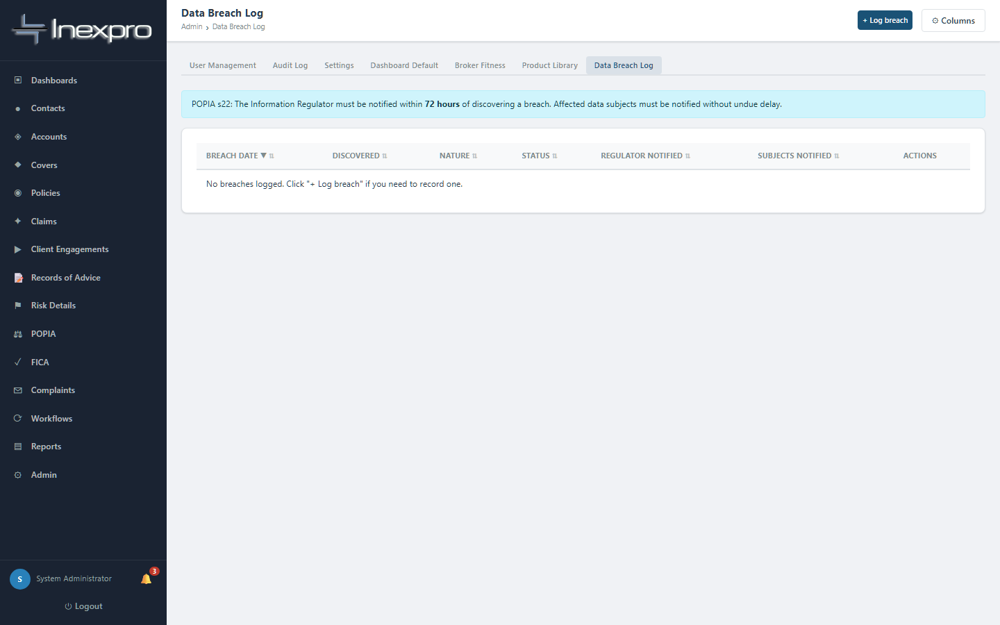 Inexpro
Dashboards
Contacts
Accounts
Covers
Policies
Claims
Client Engagements
Records of Advice
Risk Details
POPIA
FICA
Complaints
Workflows
Reports
Admin
S System Administrator 3
Logout
Data Breach Log
Admin › Data Breach Log
+ Log breach Columns
User Management Audit Log Settings Dashboard Default Broker Fitness Product Library Data Breach Log
POPIA s22: The Information Regulator must be notified within 72 hours of discovering a breach. Affected data subjects must be notified without undue delay.
BREACH DATE ▼ ⇅ DISCOVERED ⇅ NATURE ⇅ STATUS ⇅ REGULATOR NOTIFIED ⇅ SUBJECTS NOTIFIED ⇅ ACTIONS
No breaches logged. Click "+ Log breach" if you need to record one.